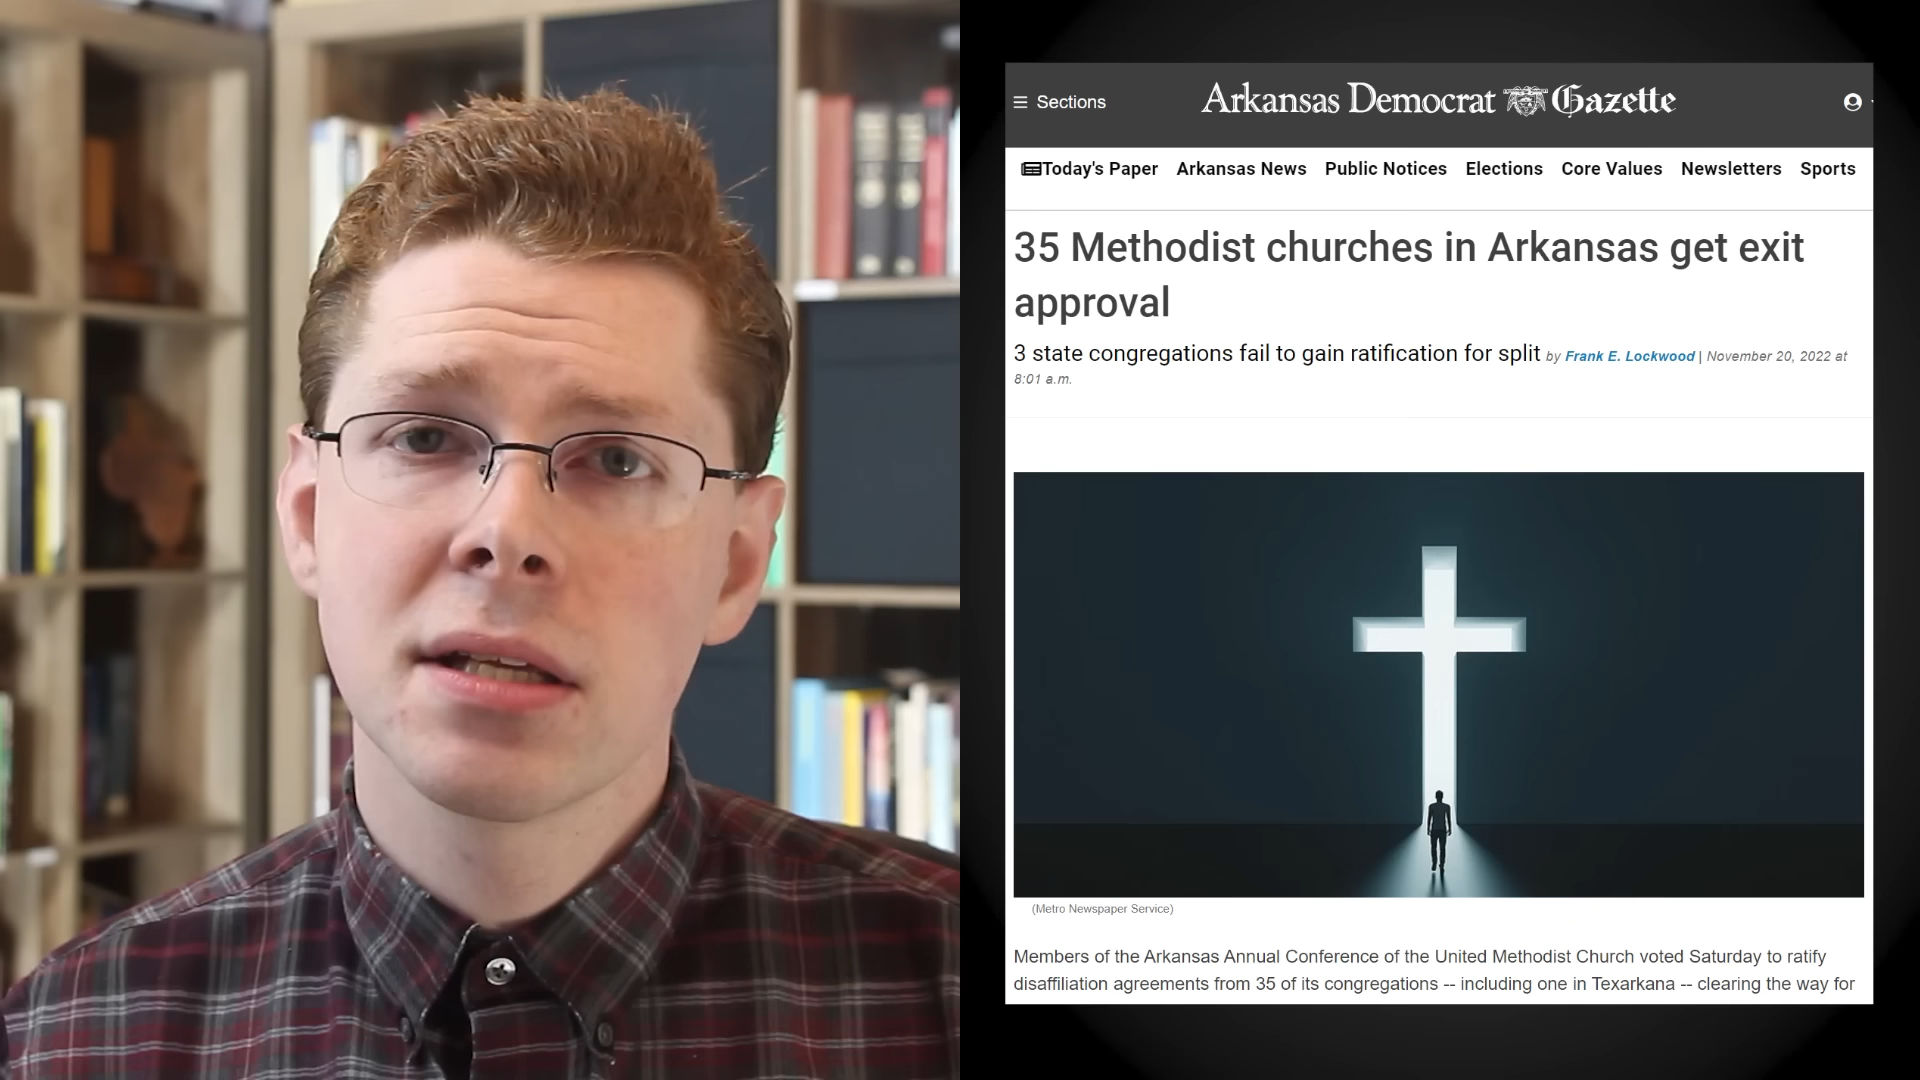 Sections
Arkansas Democrat Gazette
Today's Paper Arkansas News Public Notices Elections Core Values Newsletters Sports
35 Methodist churches in Arkansas get exit
approval
3 state congregations fail to gain ratification for split by Frank E. Lockwood | November 20, 2022 at
8:01 a.m.
(Metro Newspaper Service)
Members of the Arkansas Annual Conference of the United Methodist Church voted Saturday to ratify
disaffiliation agreements from 35 of its congregations -- including one in Texarkana -- clearing the way for